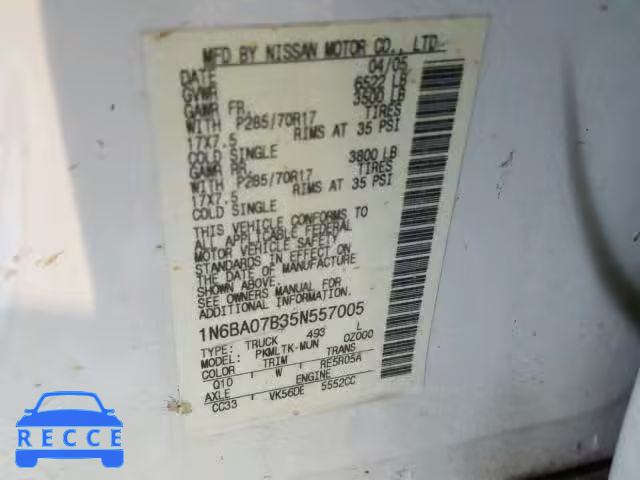 MFD BY NISSAN MOTOR CO., LTD.
DATE 04/05
GVWR 6522 LB
GAWR FR. 3500 LB
WITH P285/70R17 TIRES
17X7.5 RIMS AT 35 PSI
COLD SINGLE
GAWR RR. 3800 LB
WITH P285/70R17 TIRES
17X7.5 RIMS AT 35 PSI
COLD SINGLE
THIS VEHICLE CONFORMS TO
ALL APPLICABLE FEDERAL
MOTOR VEHICLE SAFETY
STANDARDS IN EFFECT ON
THE DATE OF MANUFACTURE
SHOWN ABOVE.
SEE OWNERS MANUAL FOR
ADDITIONAL INFORMATION
1N6BA07B35N557005
TYPE: TRUCK 493 L
MODEL: PKMLTK-MUN OZ000
COLOR TRIM TRANS
Q10 W RE5R05A
AXLE ENGINE
CC33 VK56DE 5552CC
RECCE